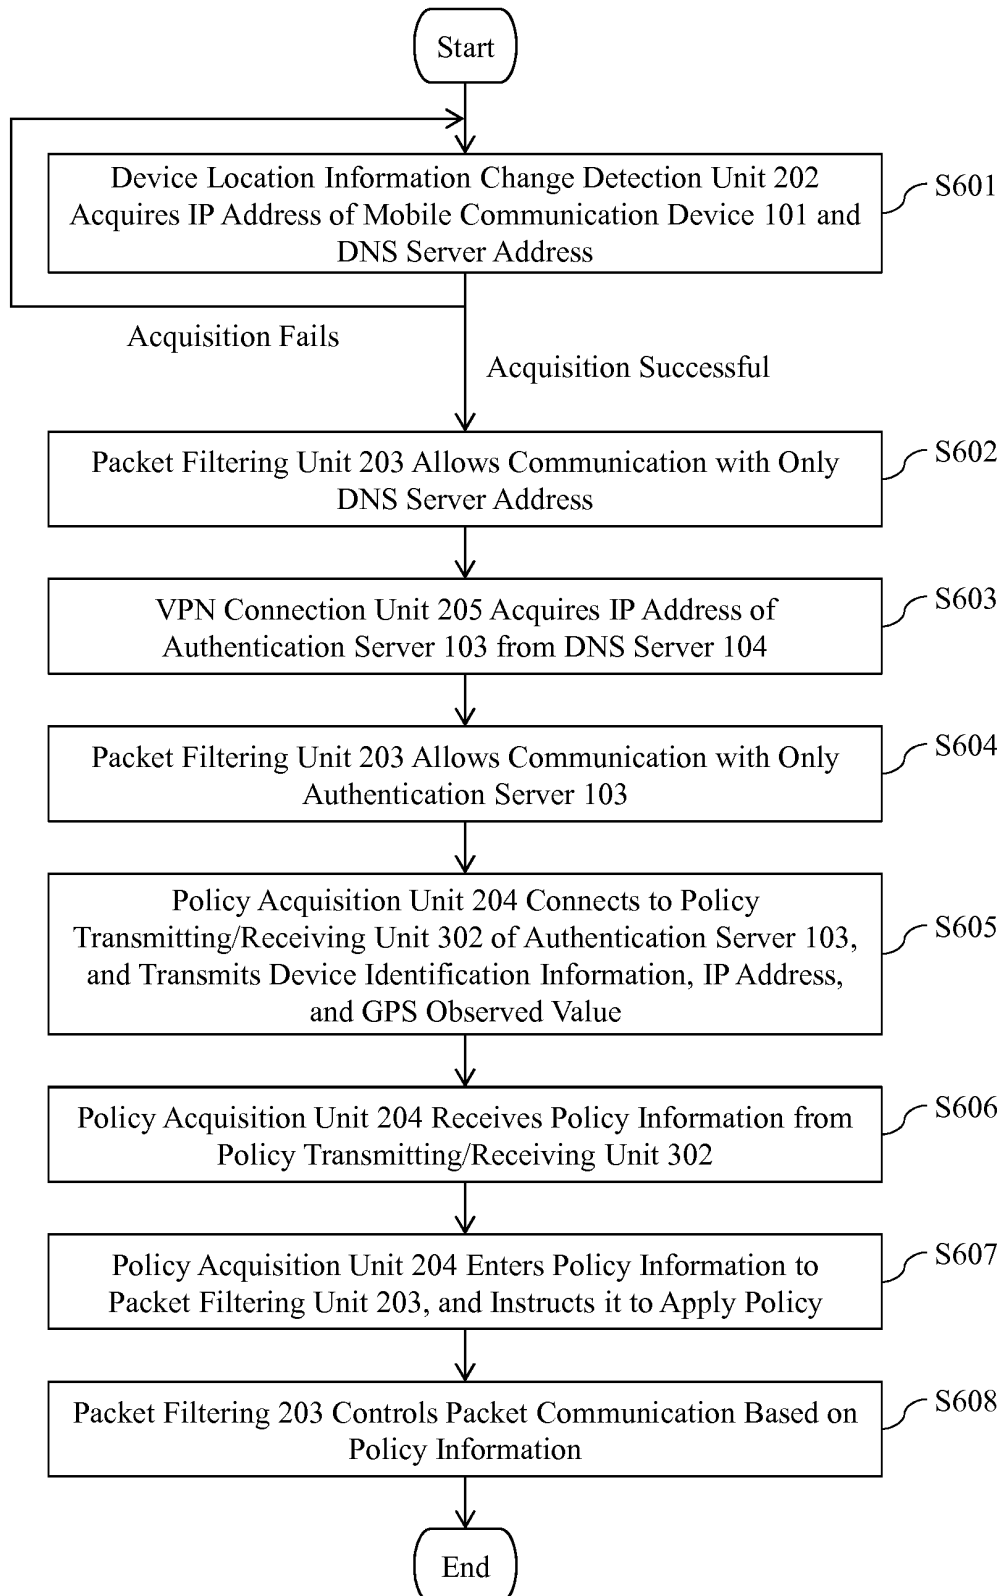 Start
Device Location Information Change Detection Unit 202
Acquires IP Address of Mobile Communication Device 101 and
DNS Server Address
S601
Acquisition Fails
Acquisition Successful
Packet Filtering Unit 203 Allows Communication with Only
DNS Server Address
S602
VPN Connection Unit 205 Acquires IP Address of
Authentication Server 103 from DNS Server 104
S603
Packet Filtering Unit 203 Allows Communication with Only
Authentication Server 103
S604
Policy Acquisition Unit 204 Connects to Policy
Transmitting/Receiving Unit 302 of Authentication Server 103,
and Transmits Device Identification Information, IP Address,
and GPS Observed Value
S605
Policy Acquisition Unit 204 Receives Policy Information from
Policy Transmitting/Receiving Unit 302
S606
Policy Acquisition Unit 204 Enters Policy Information to
Packet Filtering Unit 203, and Instructs it to Apply Policy
S607
Packet Filtering 203 Controls Packet Communication Based on
Policy Information
S608
End